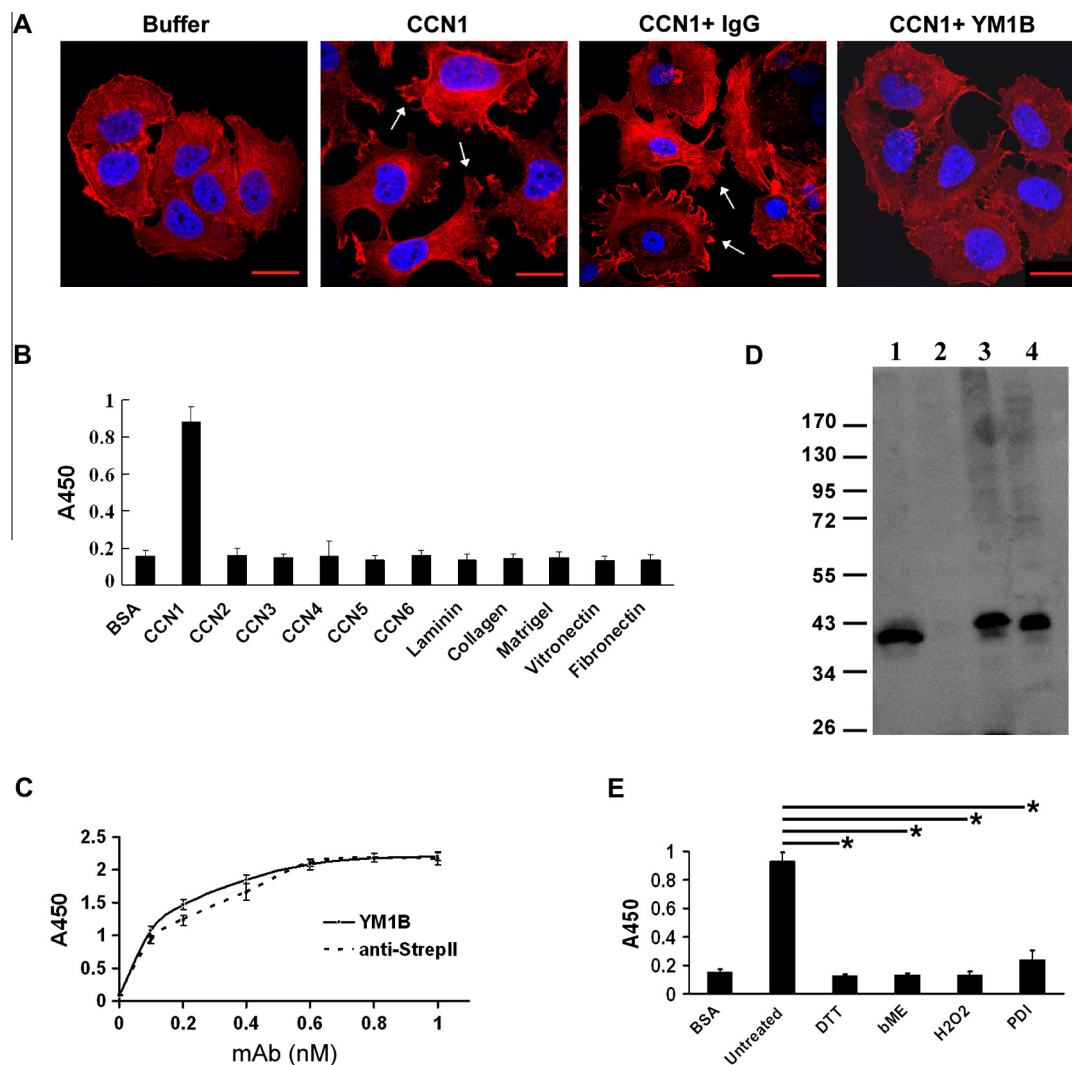 A
Buffer
CCN1
CCN1+ IgG
CCN1+ YM1B
B
A450
1
0.8
0.6
0.4
0.2
0
BSA
CCN1
CCN2
CCN3
CCN4
CCN5
CCN6
Laminin
Collagen
Matrigel
Vitronectin
Fibronectin
D
1 2 3 4
170
130
95
72
55
43
34
26
C
A450
2.5
2
1.5
1
0.5
0
0 0.2 0.4 0.6 0.8 1
mAb (nM)
YM1B
anti-StrepII
E
*
*
*
*
A450
1
0.8
0.6
0.4
0.2
0
BSA
Untreated
DTT
bME
H2O2
PDI